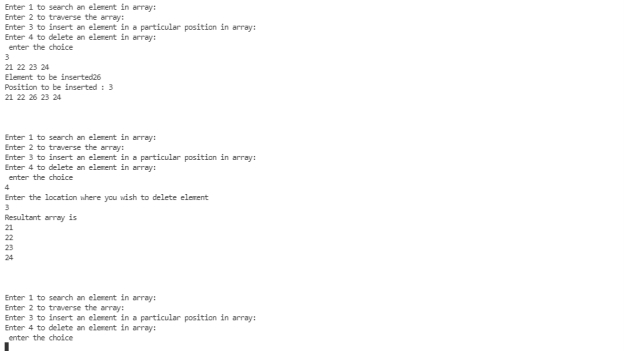 Enter 1 to search an element in array:
Enter 2 to traverse the array:
Enter 3 to insert an element in a particular position in array:
Enter 4 to delete an element in array:
enter the choice
3
21 22 23 24
Element to be inserted26
Position to be inserted : 3
21 22 26 23 24
Enter 1 to search an element in array:
Enter 2 to traverse the array:
Enter 3 to insert an element in a particular position in array:
Enter 4 to delete an element in array:
enter the choice
4
Enter the location where you wish to delete element
3
Resultant array is
21
22
23
24
Enter 1 to search an element in array:
Enter 2 to traverse the array:
Enter 3 to insert an element in a particular position in array:
Enter 4 to delete an element in array:
enter the choice